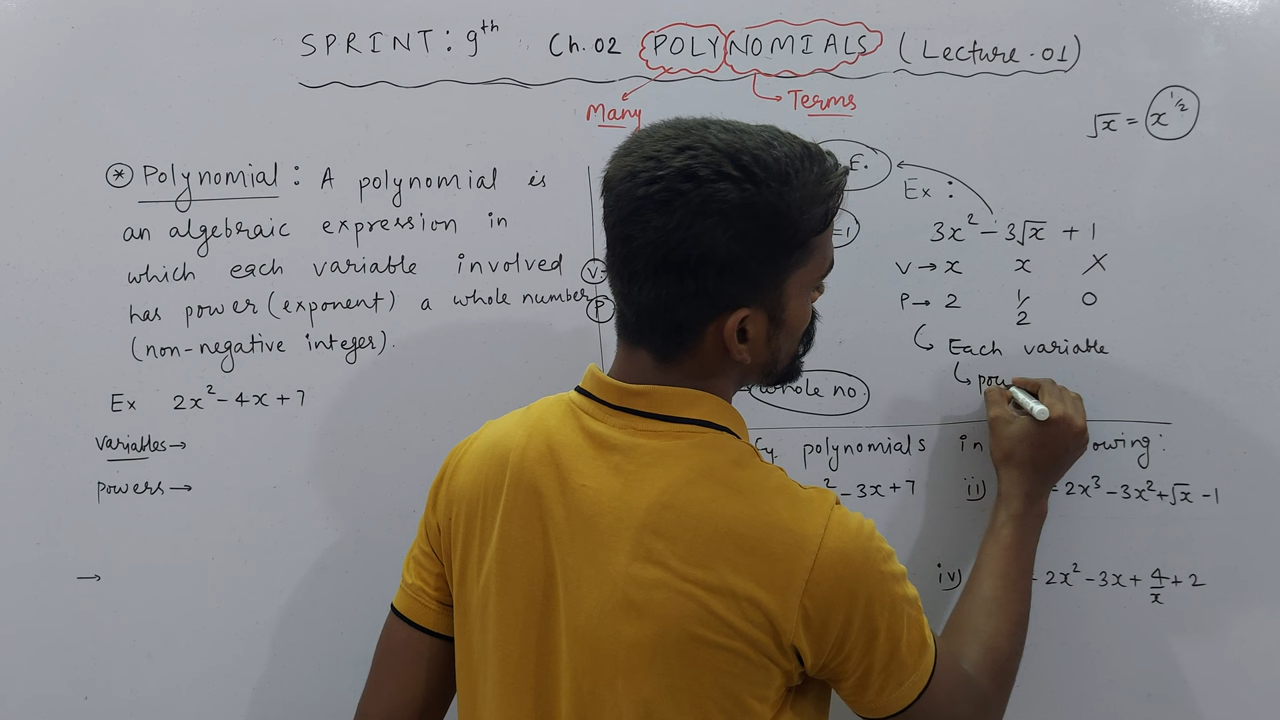 SPRINT: 9th Ch. 02 POLYNOMIALS (Lecture - 01)
Many Terms
√x = x^1/2
* Polynomial : A polynomial is
an algebraic expression in
which each variable involved
has power (exponent) a whole number
(non-negative integer).
Ex 2x² - 4x + 7
Variables →
Powers →
→
V
P
whole no.
Ex :
3x² - 3√x + 1
V → x x X
P → 2 1/2 0
Each variable
polynomials in
² - 3x + 7
ii) 2x³ - 3x² + √x - 1
iv) 2x² - 3x + 4/x + 2